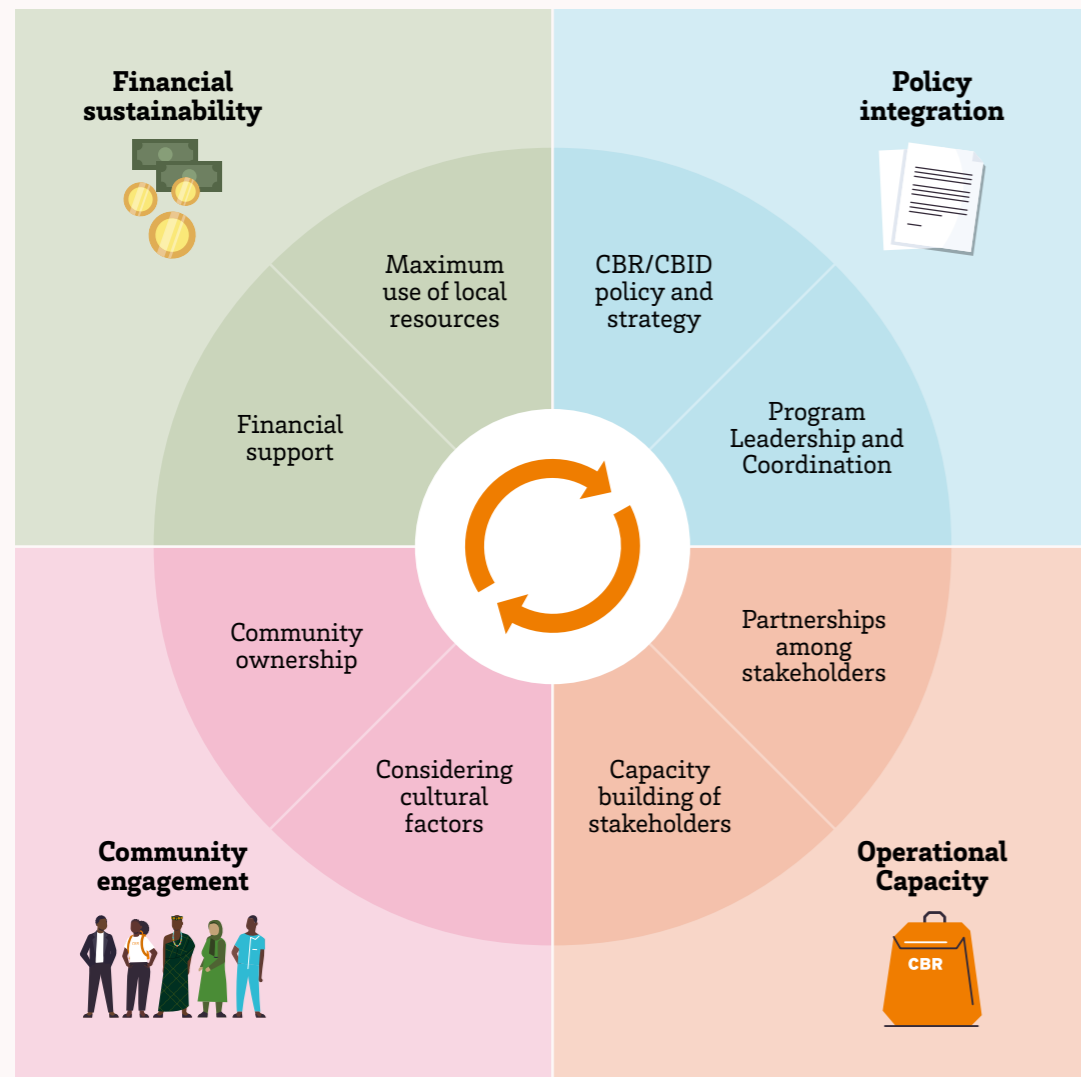 Financial
sustainability
Policy
integration
Maximum
use of local
resources
CBR/CBID
policy and
strategy
Financial
support
Program
Leadership and
Coordination
Community
ownership
Partnerships
among
stakeholders
Considering
cultural
factors
Capacity
building of
stakeholders
Community
engagement
Operational
Capacity
CBR